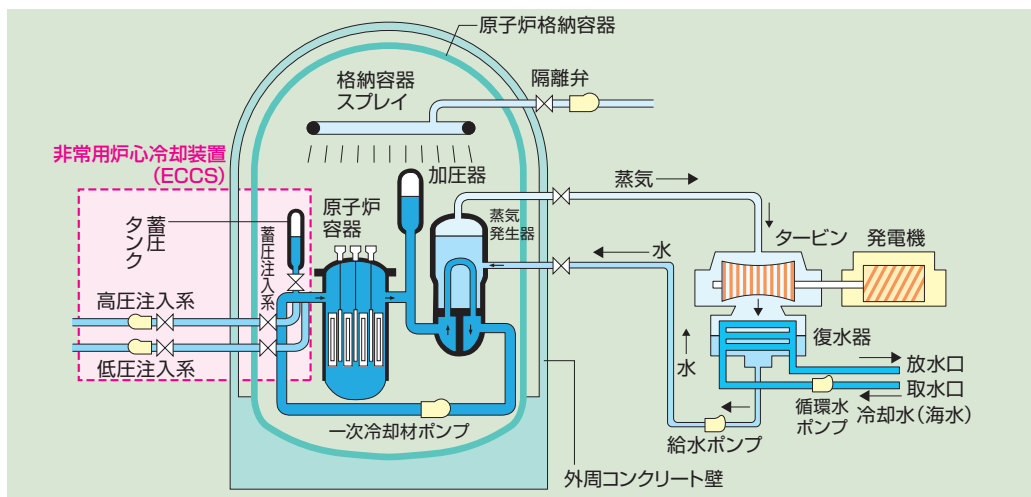 原子炉格納容器
格納容器
スプレイ
隔離弁
非常用炉心冷却装置
(ECCS)
加圧器
蒸気
蓄圧
タンク
原子炉
容器
蒸気
発生器
蓄圧注入系
水
タービン
発電機
高圧注入系
低圧注入系
復水器
水
放水口
取水口
循環水
ポンプ
冷却水(海水)
一次冷却材ポンプ
給水ポンプ
外周コンクリート壁